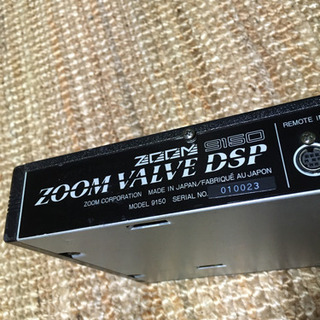 ZOOM 9150
ZOOM VALVE DSP
ZOOM CORPORATION MADE IN JAPAN/FABRIQUÉ AU JAPON
MODEL 9150 SERIAL NO. 010023
REMOTE IN